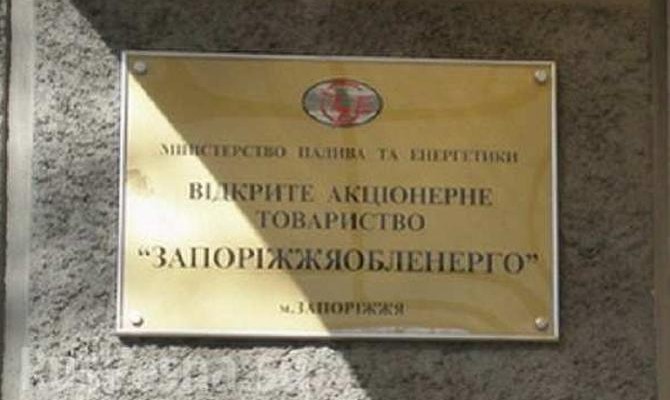 МІНІСТЕРСТВО ПАЛИВА ТА ЕНЕРГЕТИКИ
ВІДКРИТЕ АКЦІОНЕРНЕ
ТОВАРИСТВО
“ЗАПОРІЖЖЯОБЛЕНЕРГО”
м.ЗАПОРІЖЖЯ